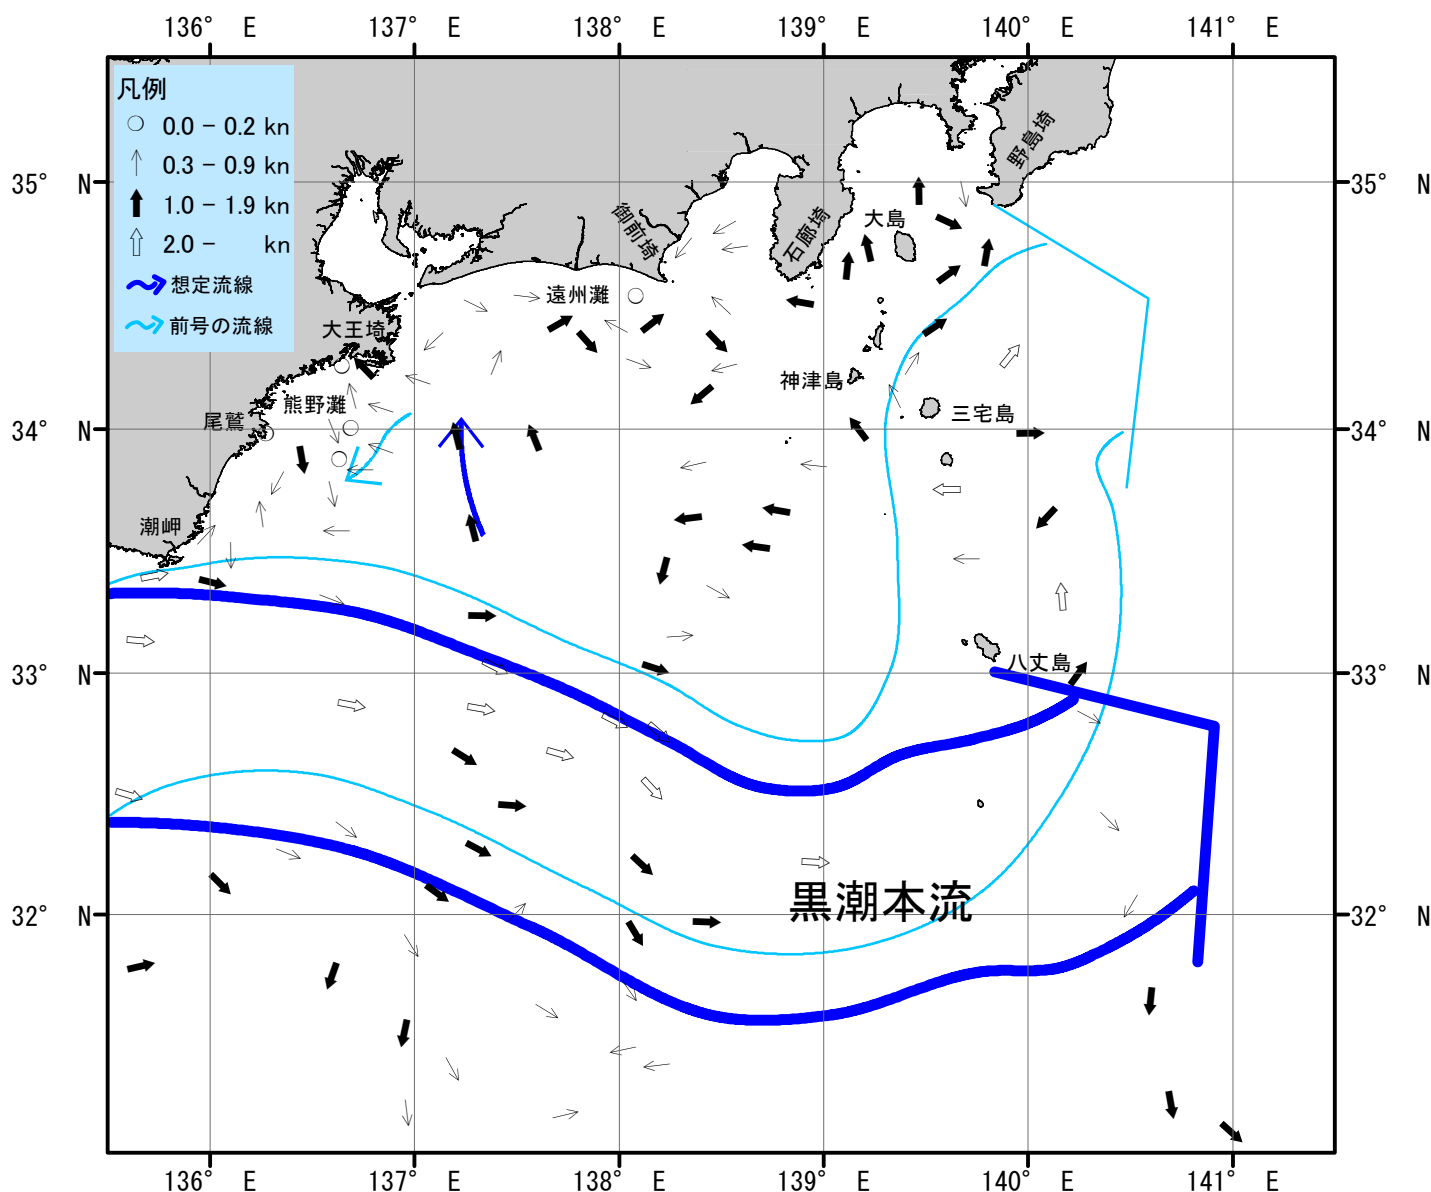 136° E 137° E 138° E 139° E 140° E 141° E
凡例
0.0 - 0.2 kn
0.3 - 0.9 kn
1.0 - 1.9 kn
2.0 - kn
想定流線
前号の流線
野島埼
35° N
35° N
大島
御前埼
石廊埼
遠州灘
大王埼
神津島
熊野灘
三宅島
尾鷲
34° N
34° N
潮岬
八丈島
33° N
33° N
黒潮本流
32° N
32° N
136° E 137° E 138° E 139° E 140° E 141° E